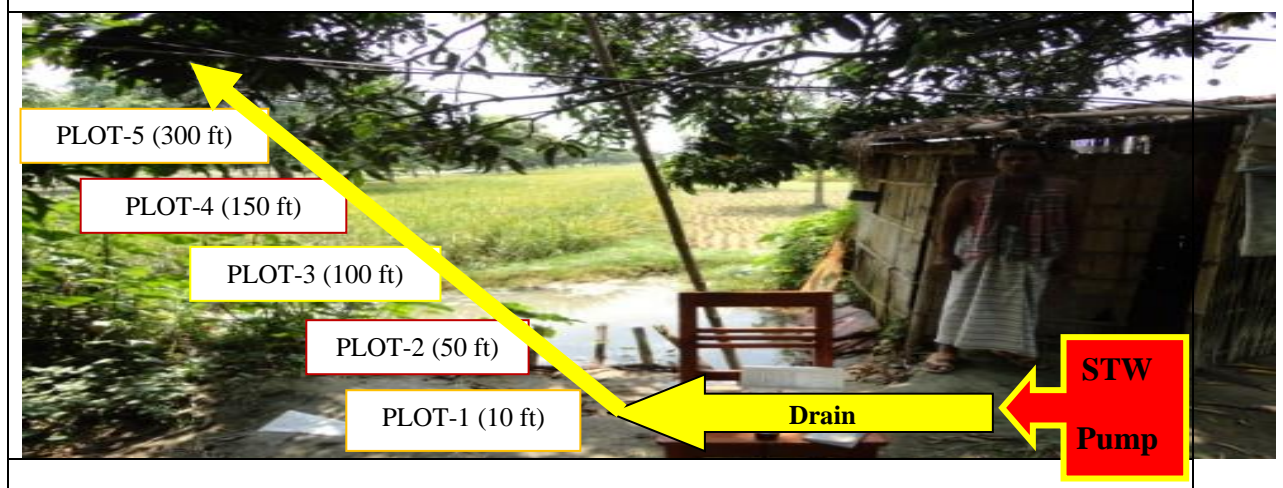 PLOT-5 (300 ft)
PLOT-4 (150 ft)
PLOT-3 (100 ft)
PLOT-2 (50 ft)
PLOT-1 (10 ft)
Drain
STW
Pump